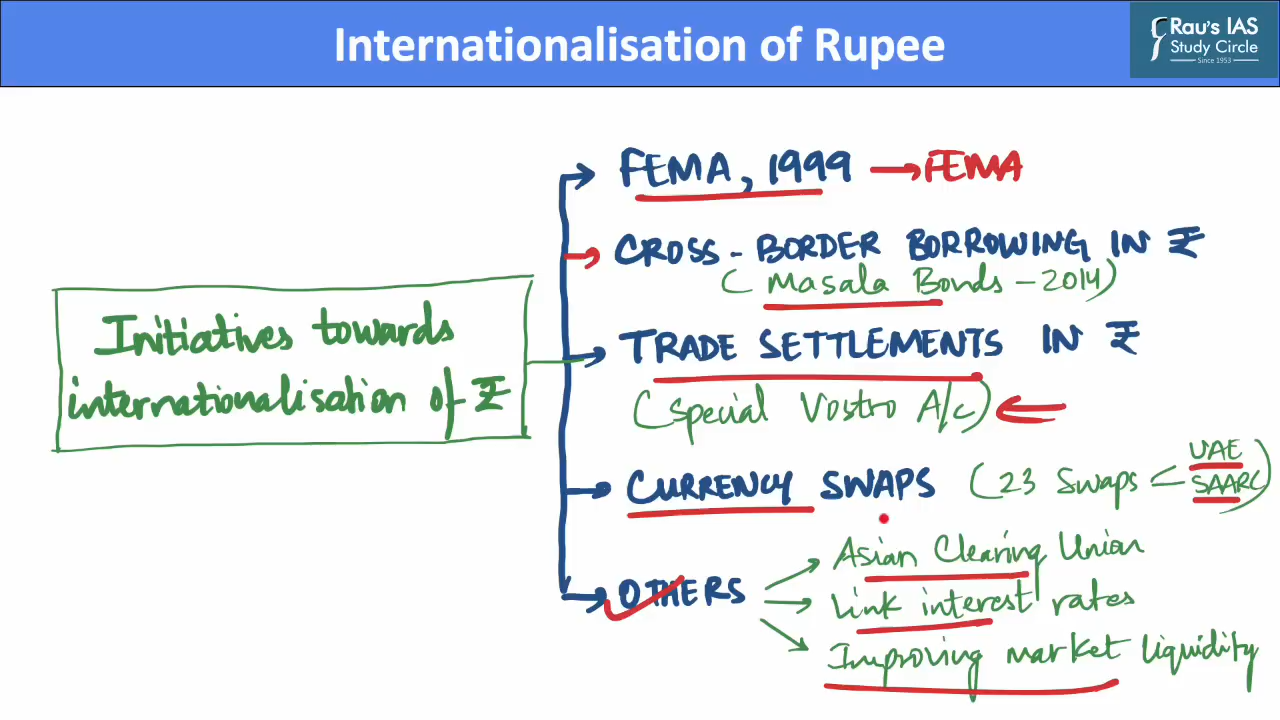 Internationalisation of Rupee
Rau's IAS
Study Circle
Since 1953
FEMA, 1999 → FEMA
CROSS - BORDER BORROWING IN ₹
(Masala Bonds - 2014)
Initiatives towards
internationalisation of ₹
TRADE SETTLEMENTS IN ₹
(Special Vostro A/c)
CURRENCY SWAPS (23 Swaps < UAE
SAARC)
OTHERS
Asian Clearing Union
Link interest rates
Improving market liquidity